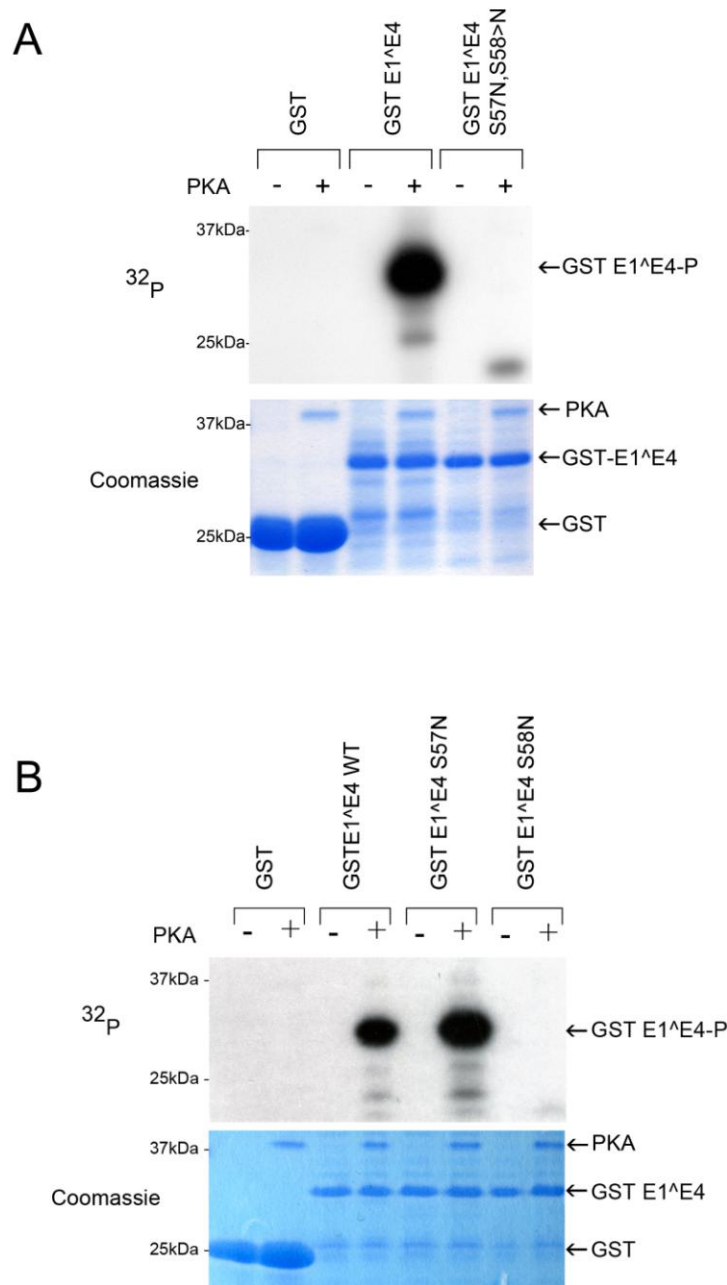 A
GST
GST E1^E4
GST E1^E4
S57N,S58>N
PKA - + - + - +
37kDa-
32P
←GST E1^E4-P
25kDa-
←PKA
37kDa-
←GST-E1^E4
Coomassie
←GST
25kDa-
B
GST
GSTE1^E4 WT
GST E1^E4 S57N
GST E1^E4 S58N
PKA - + - + - + - +
37kDa -
32P
←GST E1^E4-P
25kDa -
37kDa-
←PKA
Coomassie
←GST E1^E4
25kDa-
←GST